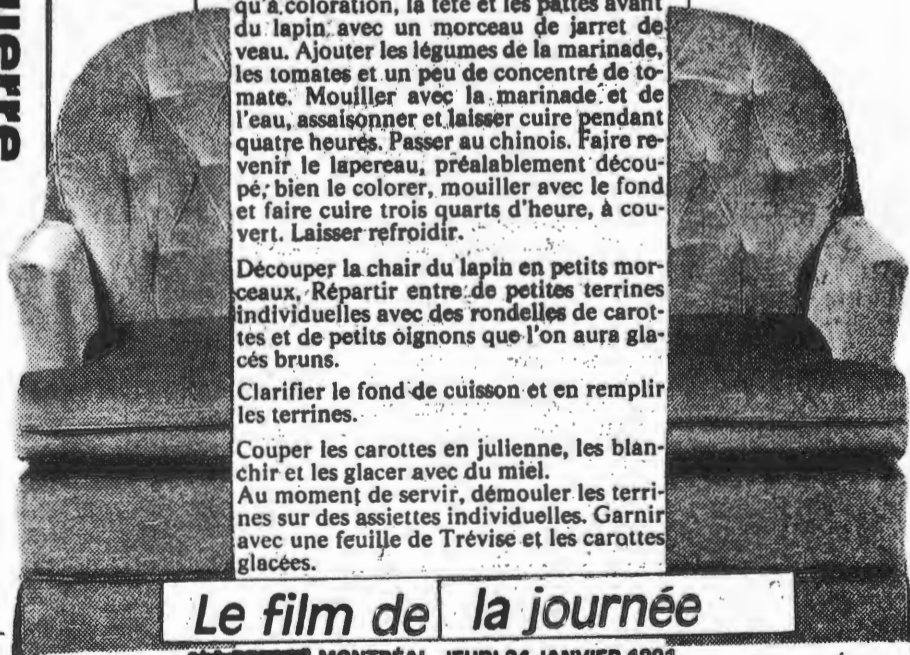 uerre
qu'à coloration, la tête et les pattes avant
du lapin avec un morceau de jarret de
veau. Ajouter les légumes de la marinade,
les tomates et un peu de concentré de to-
mate. Mouiller avec la marinade et de
l'eau, assaisonner et laisser cuire pendant
quatre heures. Passer au chinois. Faire re-
venir le lapereau, préalablement décou-
pé; bien le colorer, mouiller avec le fond
et faire cuire trois quarts d'heure, à cou-
vert. Laisser refroidir.
Découper la chair du lapin en petits mor-
ceaux. Répartir entre de petites terrines
individuelles avec des rondelles de carot-
tes et de petits oignons que l'on aura gla-
cés bruns.
Clarifier le fond de cuisson et en remplir
les terrines.
Couper les carottes en julienne, les blan-
chir et les glacer avec du miel.
Au moment de servir, démouler les terri-
nes sur des assiettes individuelles. Garnir
avec une feuille de Trévise et les carottes
glacées.
Le film de la journée
MONTRÉAL, JEUDI JANVIER